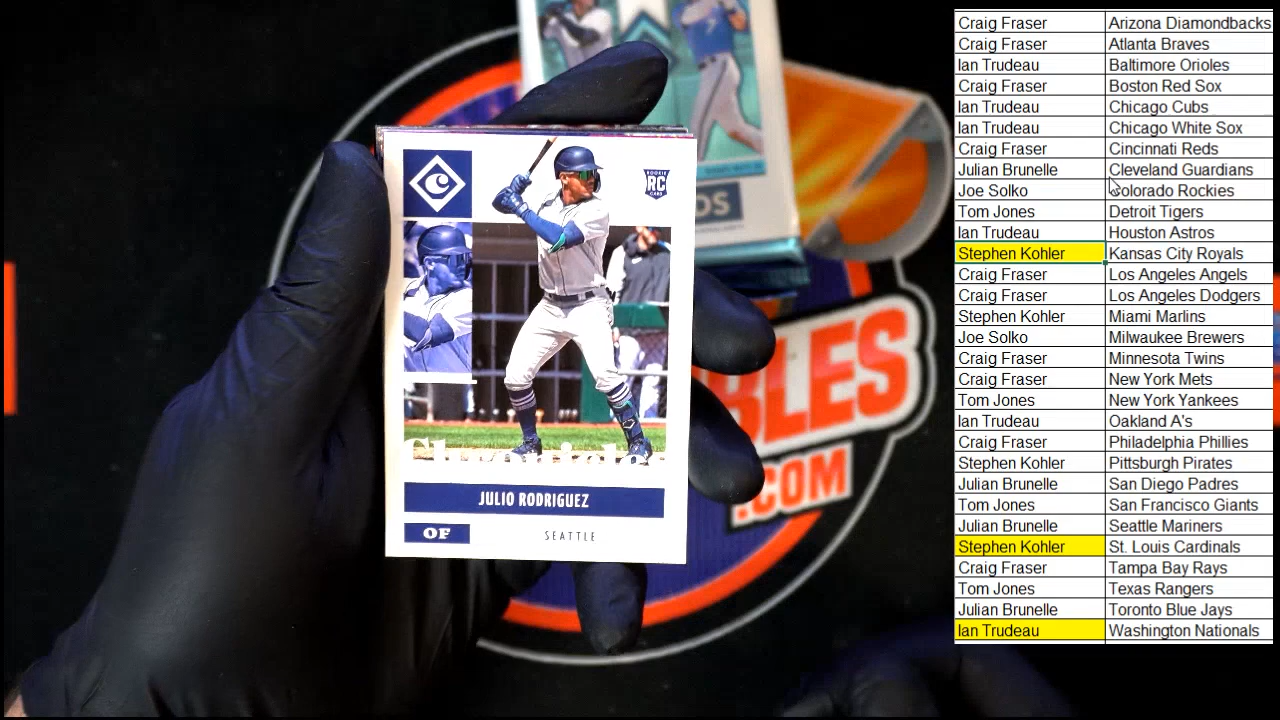 ROOKIE
RC
CARD
C
Chronicles
JULIO RODRIGUEZ
OF
SEATTLE
OS
BLES
.COM
Craig Fraser Arizona Diamondbacks
Craig Fraser Atlanta Braves
Ian Trudeau Baltimore Orioles
Craig Fraser Boston Red Sox
Ian Trudeau Chicago Cubs
Ian Trudeau Chicago White Sox
Craig Fraser Cincinnati Reds
Julian Brunelle Cleveland Guardians
Joe Solko Colorado Rockies
Tom Jones Detroit Tigers
Ian Trudeau Houston Astros
Stephen Kohler Kansas City Royals
Craig Fraser Los Angeles Angels
Craig Fraser Los Angeles Dodgers
Stephen Kohler Miami Marlins
Joe Solko Milwaukee Brewers
Craig Fraser Minnesota Twins
Craig Fraser New York Mets
Tom Jones New York Yankees
Ian Trudeau Oakland A's
Craig Fraser Philadelphia Phillies
Stephen Kohler Pittsburgh Pirates
Julian Brunelle San Diego Padres
Tom Jones San Francisco Giants
Julian Brunelle Seattle Mariners
Stephen Kohler St. Louis Cardinals
Craig Fraser Tampa Bay Rays
Tom Jones Texas Rangers
Julian Brunelle Toronto Blue Jays
Ian Trudeau Washington Nationals